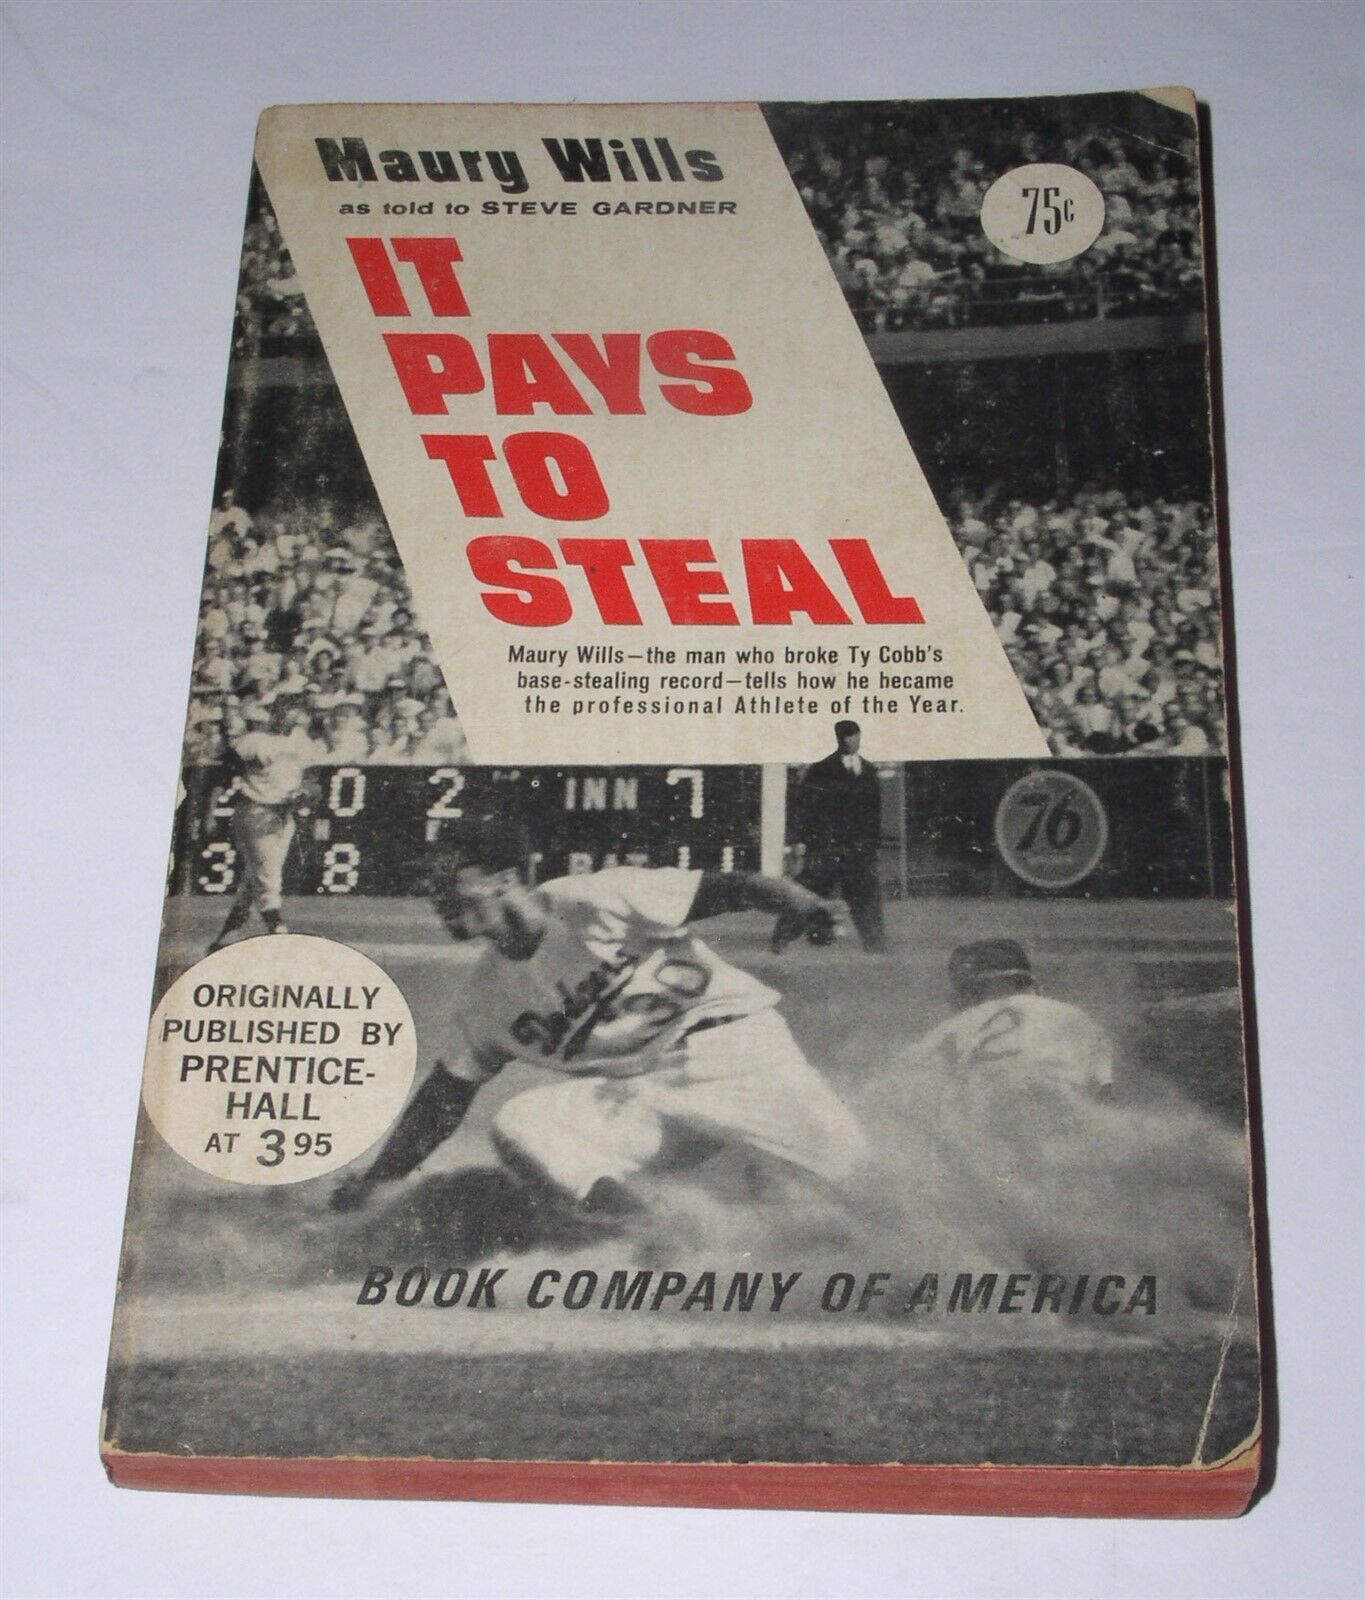 Maury Wills
as told to STEVE GARDNER
75¢
IT
PAYS
TO
STEAL
Maury Wills—the man who broke Ty Cobb's
base-stealing record—tells how he became
the professional Athlete of the Year.
0 2 INN 7
3 8
76
Dodgers
30
2
ORIGINALLY
PUBLISHED BY
PRENTICE-
HALL
AT 3 95
BOOK COMPANY OF AMERICA